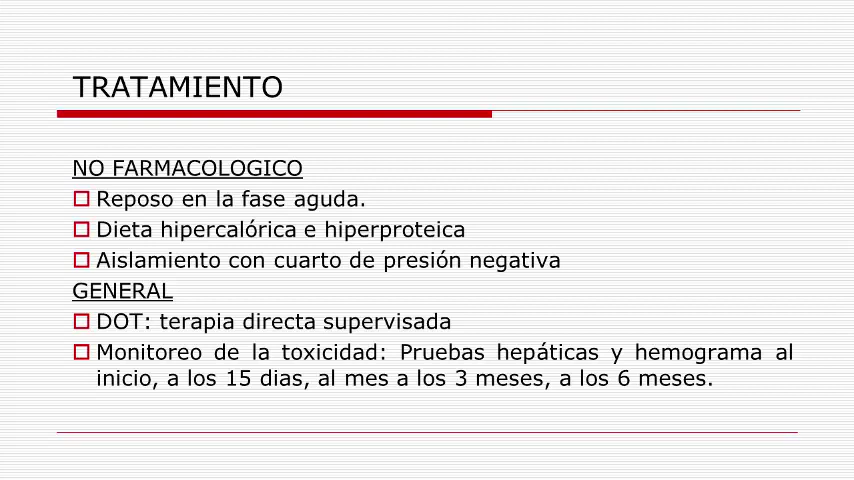 TRATAMIENTO
NO FARMACOLOGICO
Reposo en la fase aguda.
Dieta hipercalórica e hiperproteica
Aislamiento con cuarto de presión negativa
GENERAL
DOT: terapia directa supervisada
Monitoreo de la toxicidad: Pruebas hepáticas y hemograma al
inicio, a los 15 dias, al mes a los 3 meses, a los 6 meses.